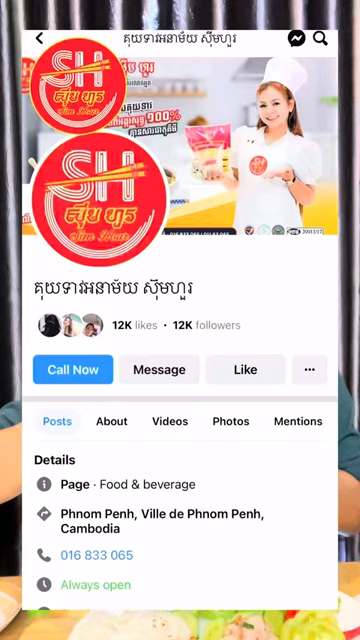 គុយទាវអនាម័យ ស៊ឹមហួរ
SH
ស៊ឹម ហួរ
Sim Hour
100%
SH
ស៊ឹម ហួរ
Sim Hour
SH
គុយទាវអនាម័យ ស៊ឹមហួរ
12K likes • 12K followers
Call Now
Message
Like
Posts
About
Videos
Photos
Mentions
Details
Page · Food & beverage
Phnom Penh, Ville de Phnom Penh,
Cambodia
016 833 065
Always open